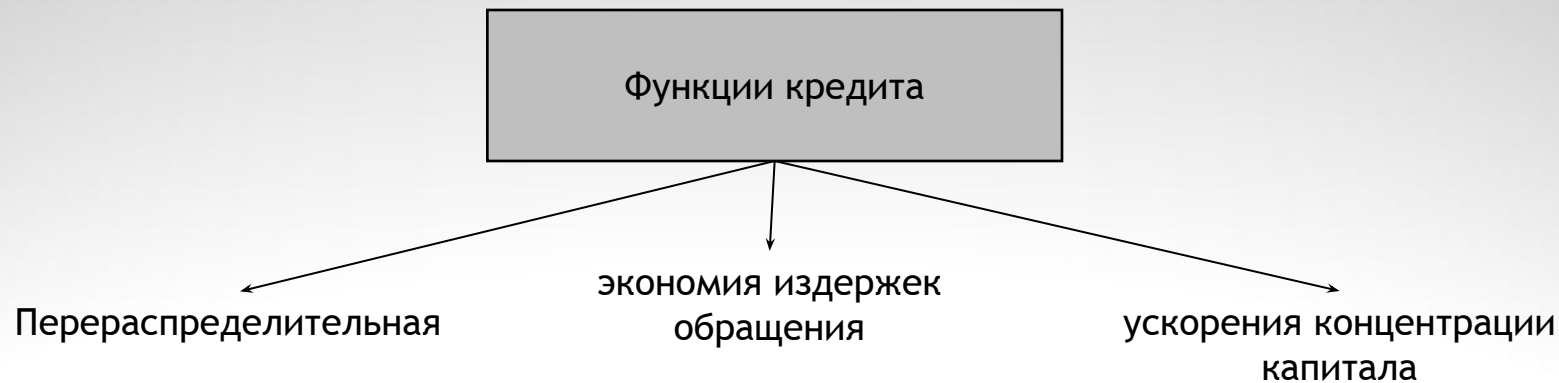 Функции кредита
Перераспределительная
экономия издержек
обращения
ускорения концентрации
капитала